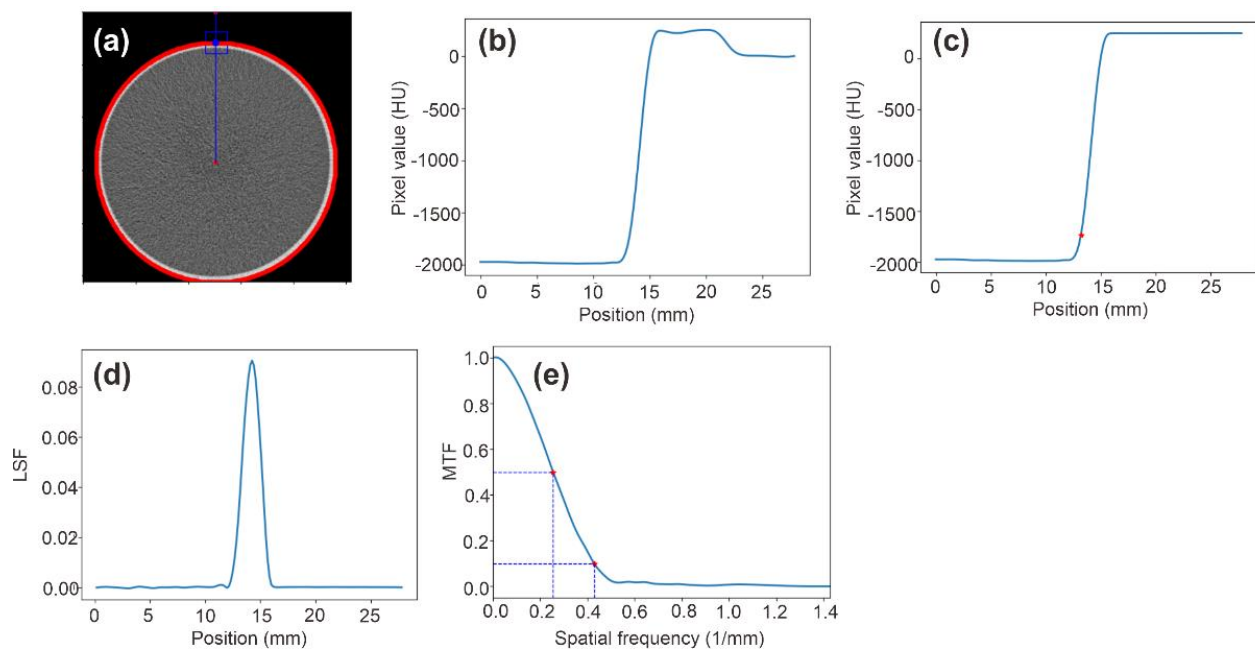 (a)
(b)
0
-500
-1000
-1500
-2000
Pixel value (HU)
0 5 10 15 20 25
Position (mm)
(c)
0
-500
-1000
-1500
-2000
Pixel value (HU)
0 5 10 15 20 25
Position (mm)
(d)
0.08
0.06
0.04
0.02
0.00
LSF
0 5 10 15 20 25
Position (mm)
(e)
1.0
0.8
0.6
0.4
0.2
0.0
MTF
0.0 0.2 0.4 0.6 0.8 1.0 1.2 1.4
Spatial frequency (1/mm)